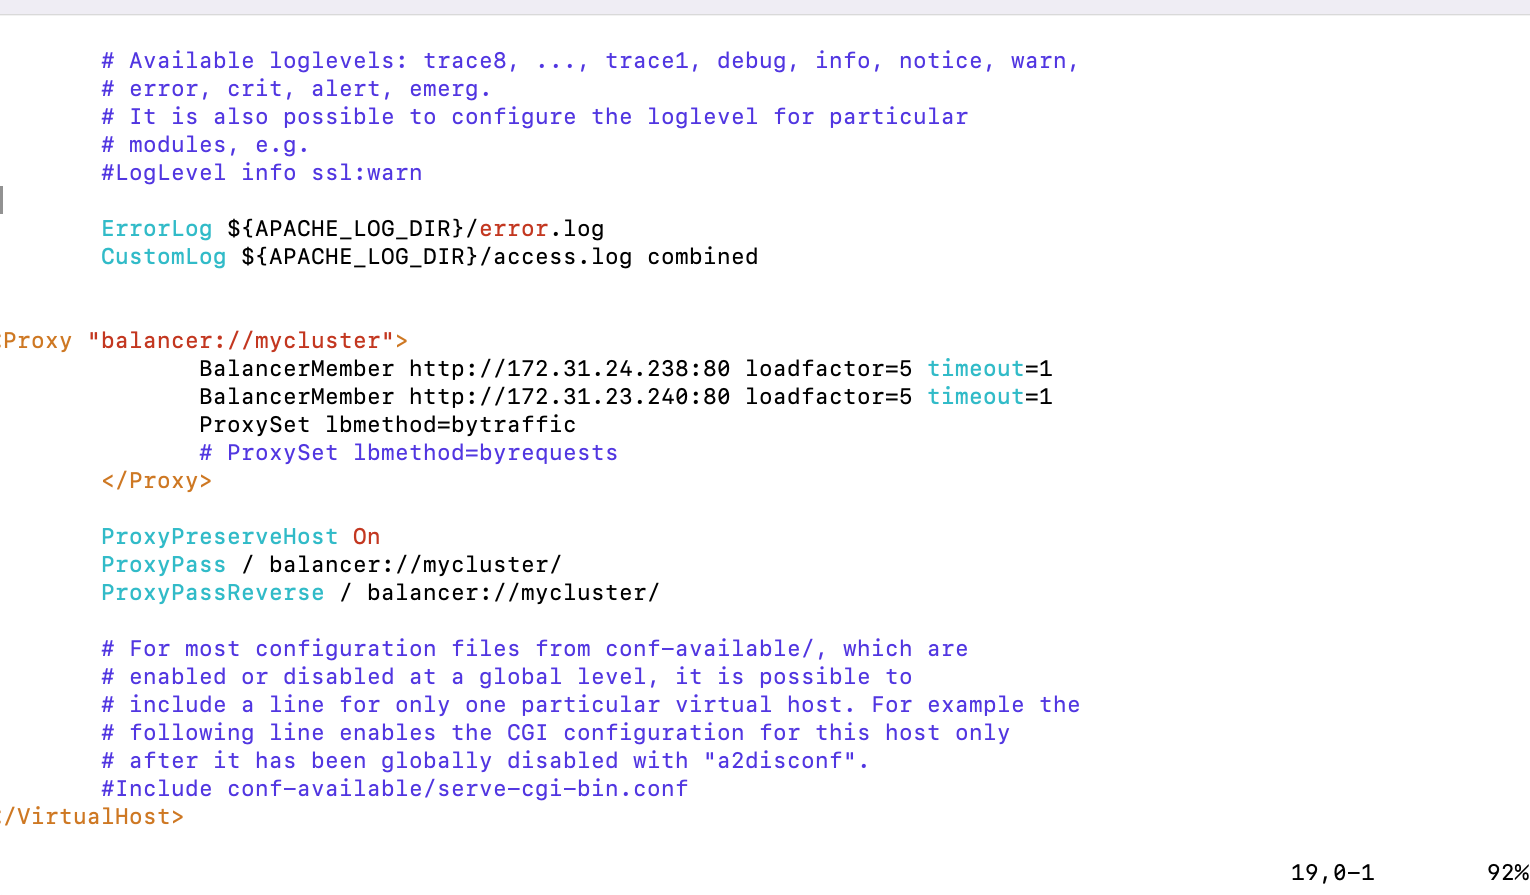 # Available loglevels: trace8, ..., trace1, debug, info, notice, warn,
# error, crit, alert, emerg.
# It is also possible to configure the loglevel for particular
# modules, e.g.
#LogLevel info ssl:warn
ErrorLog ${APACHE_LOG_DIR}/error.log
CustomLog ${APACHE_LOG_DIR}/access.log combined
<Proxy "balancer://mycluster">
BalancerMember http://172.31.24.238:80 loadfactor=5 timeout=1
BalancerMember http://172.31.23.240:80 loadfactor=5 timeout=1
ProxySet lbmethod=bytraffic
# ProxySet lbmethod=byrequests
</Proxy>
ProxyPreserveHost On
ProxyPass / balancer://mycluster/
ProxyPassReverse / balancer://mycluster/
# For most configuration files from conf-available/, which are
# enabled or disabled at a global level, it is possible to
# include a line for only one particular virtual host. For example the
# following line enables the CGI configuration for this host only
# after it has been globally disabled with "a2disconf".
#Include conf-available/serve-cgi-bin.conf
</VirtualHost>
19,0-1 92%